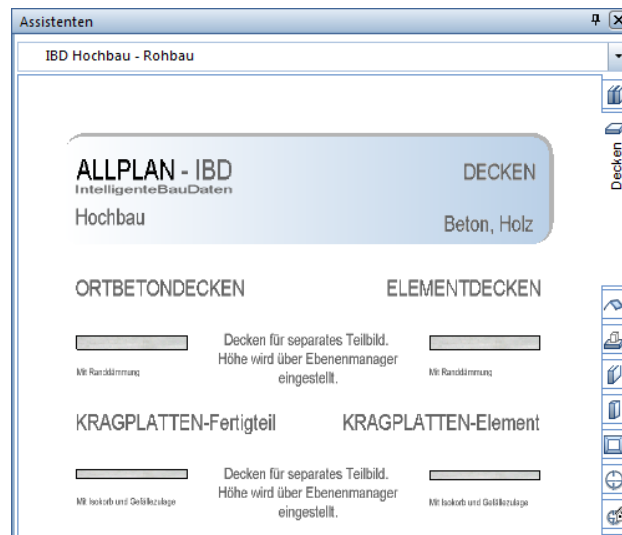 Assistenten
IBD Hochbau - Rohbau
Decken
ALLPLAN - IBD
IntelligenteBauDaten
Hochbau
DECKEN
Beton, Holz
ORTBETONDECKEN
ELEMENTDECKEN
Decken für separates Teilbild.
Höhe wird über Ebenenmanager
eingestellt.
Mit Randdämmung
Mit Randdämmung
KRAGPLATTEN-Fertigteil
KRAGPLATTEN-Element
Decken für separates Teilbild.
Höhe wird über Ebenenmanager
eingestellt.
Mit Isokorb und Gefällezulage
Mit Isokorb und Gefällezulage